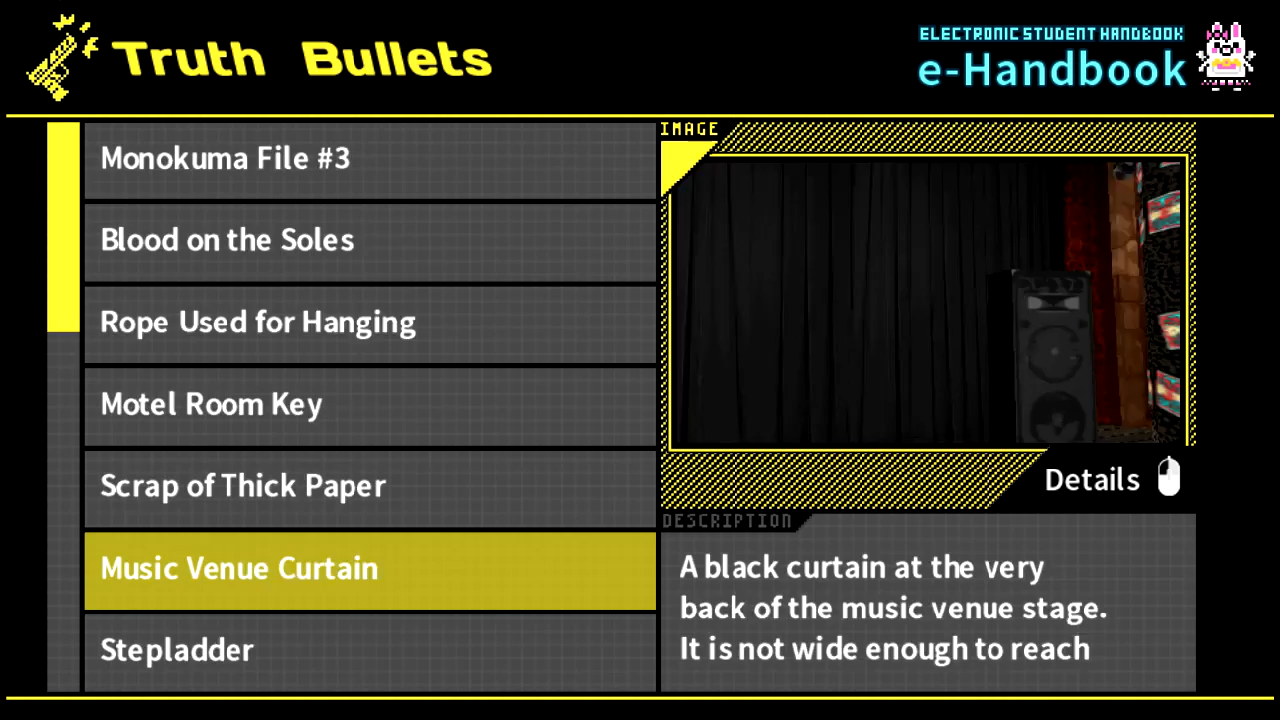 Truth Bullets
ELECTRONIC STUDENT HANDBOOK
e-Handbook
Monokuma File #3
Blood on the Soles
Rope Used for Hanging
Motel Room Key
Scrap of Thick Paper
Music Venue Curtain
Stepladder
IMAGE
Details
DESCRIPTION
A black curtain at the very
back of the music venue stage.
It is not wide enough to reach